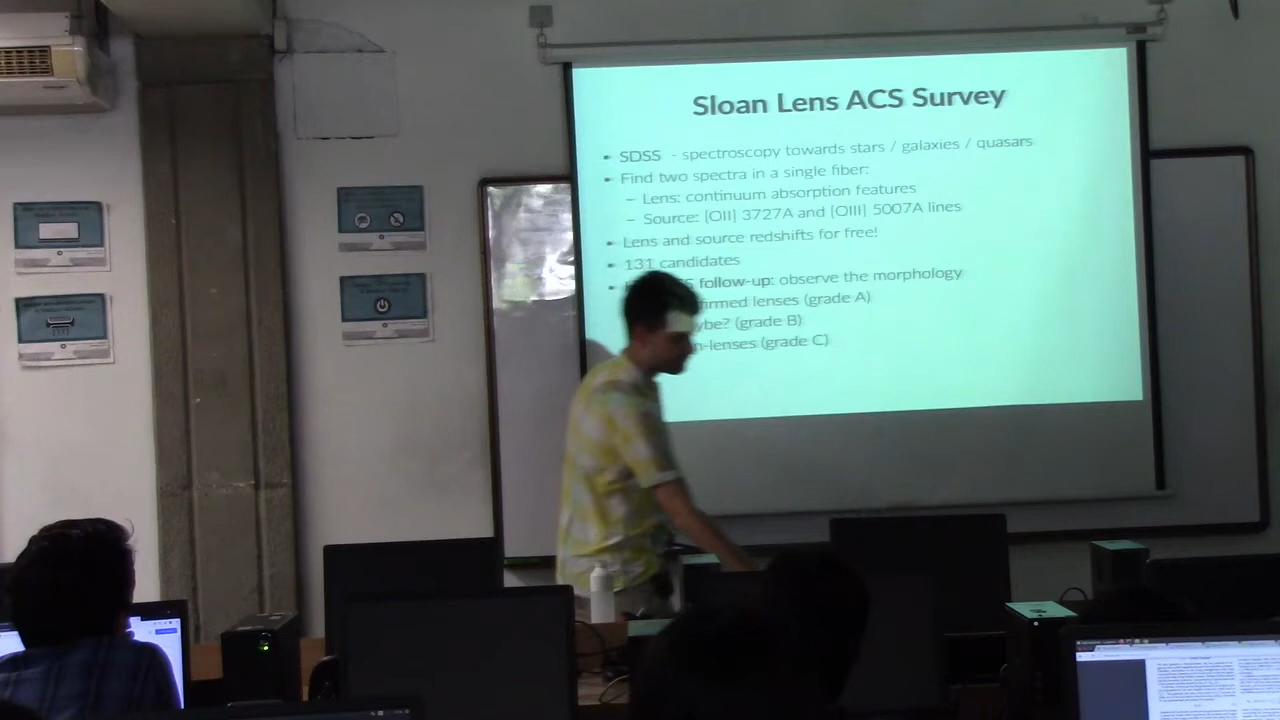 Sloan Lens ACS Survey
• SDSS - spectroscopy towards stars / galaxies / quasars
• Find two spectra in a single fiber:
– Lens: continuum absorption features
– Source: [OII] 3727A and [OIII] 5007A lines
• Lens and source redshifts for free!
• 131 candidates
• follow-up: observe the morphology
firmed lenses (grade A)
ybe? (grade B)
n-lenses (grade C)